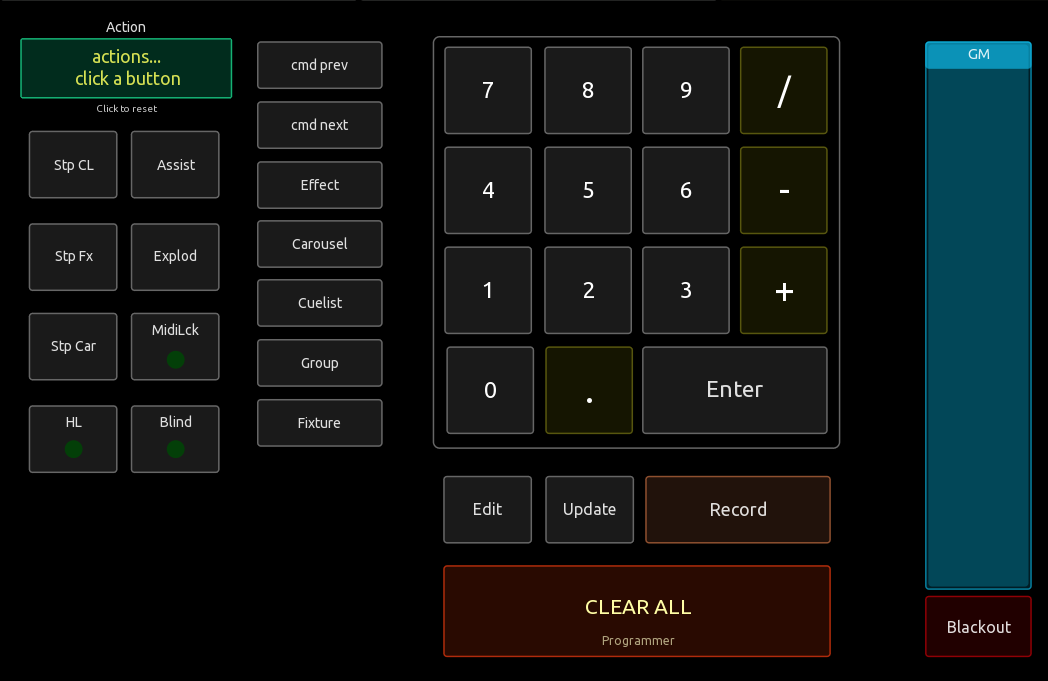 Action
actions...
click a button
Click to reset
Stp CL
Assist
Stp Fx
Explod
Stp Car
MidiLck
HL
Blind
cmd prev
cmd next
Effect
Carousel
Cuelist
Group
Fixture
7 8 9 /
4 5 6 -
1 2 3 +
0 . Enter
Edit
Update
Record
CLEAR ALL
Programmer
GM
Blackout